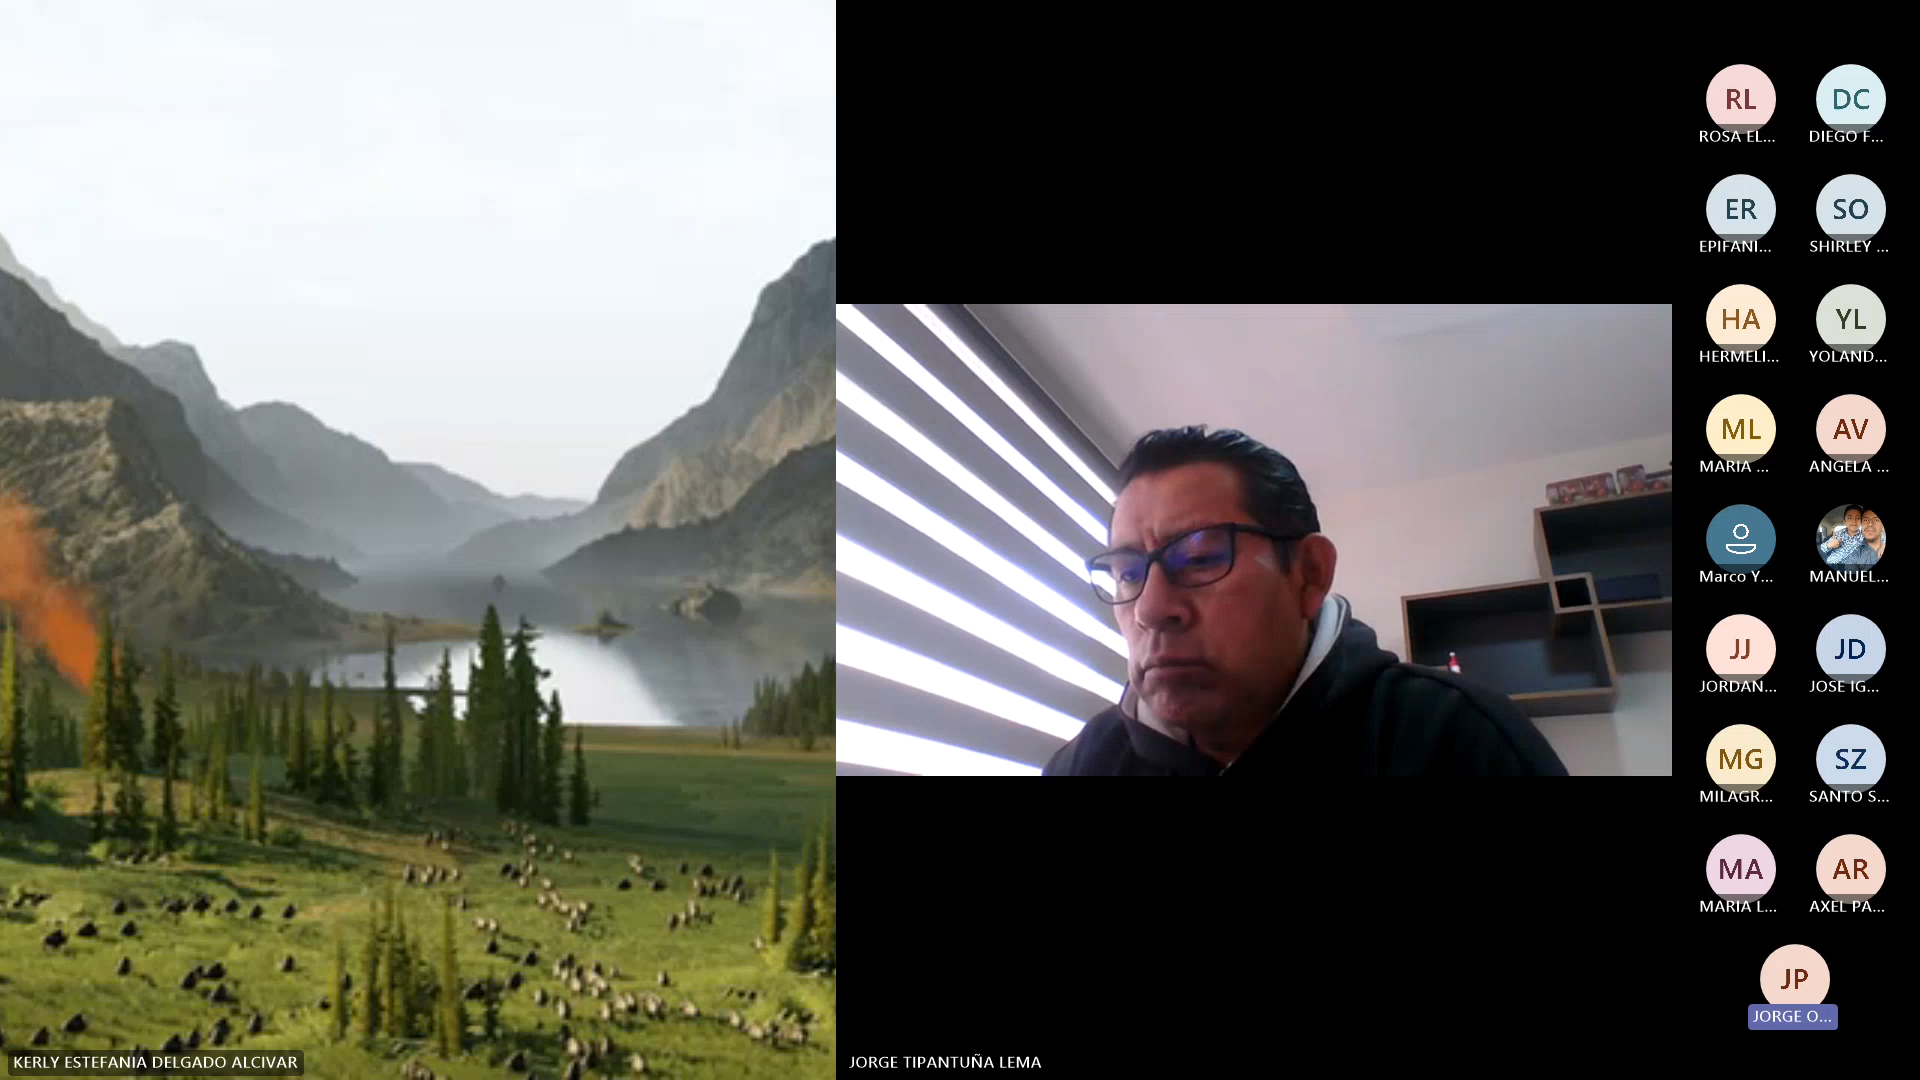 RL
DC
ROSA EL...
DIEGO F...
ER
SO
EPIFANI...
SHIRLEY ...
HA
YL
HERMELI...
YOLAND...
ML
AV
MARIA ...
ANGELA ...
Marco Y...
MANUEL...
JJ
JD
JORDAN...
JOSE IG...
MG
SZ
MILAGR...
SANTO S...
MA
AR
MARIA L...
AXEL PA...
JP
JORGE O...
KERLY ESTEFANIA DELGADO ALCIVAR
JORGE TIPANTUÑA LEMA